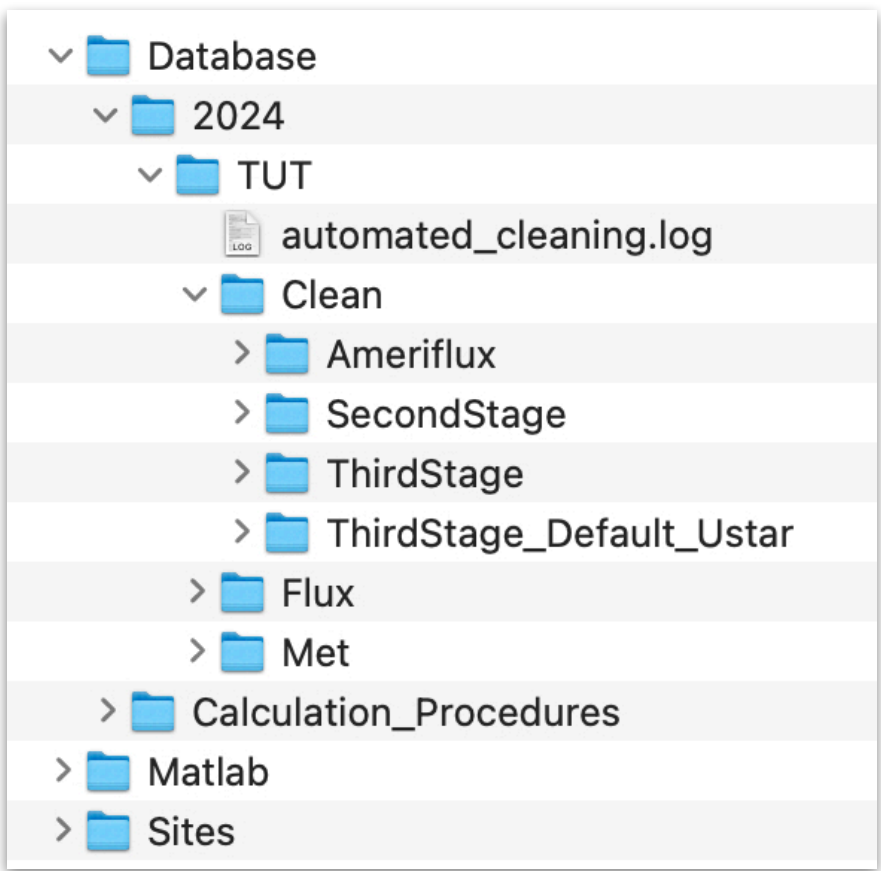 Database
2024
TUT
LOG automated_cleaning.log
Clean
Ameriflux
SecondStage
ThirdStage
ThirdStage_Default_Ustar
Flux
Met
Calculation_Procedures
Matlab
Sites